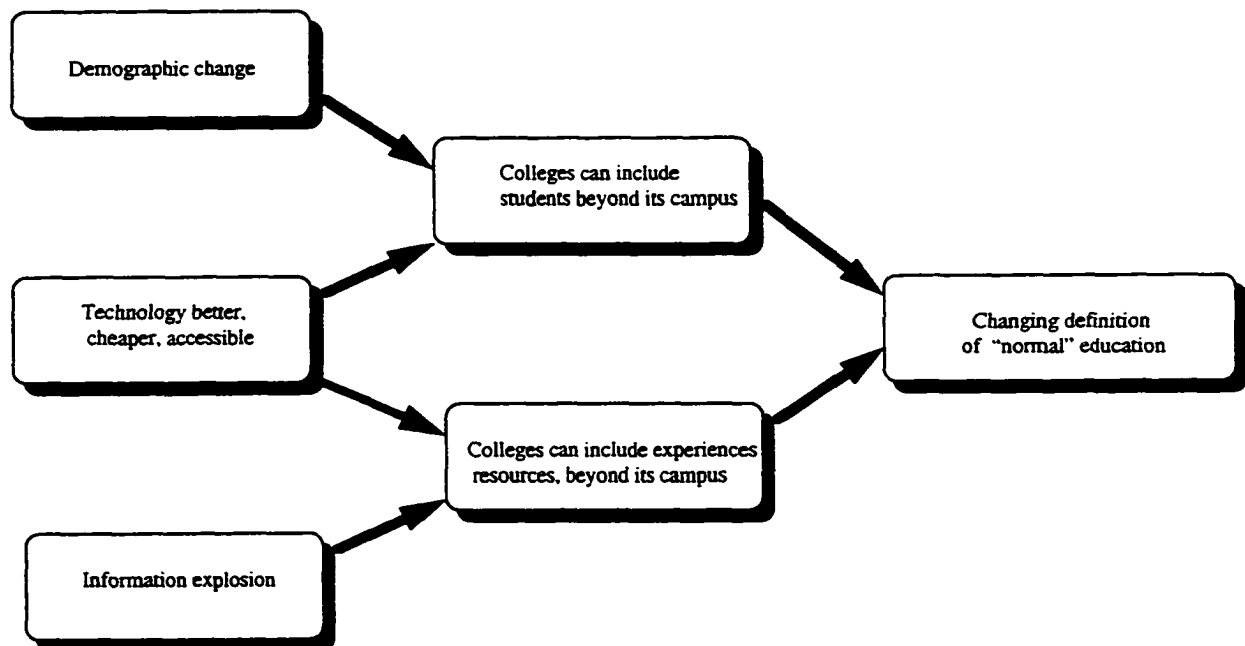 Demographic change
Colleges can include
students beyond its campus
Technology better,
cheaper, accessible
Changing definition
of "normal" education
Colleges can include experiences
resources, beyond its campus
Information explosion